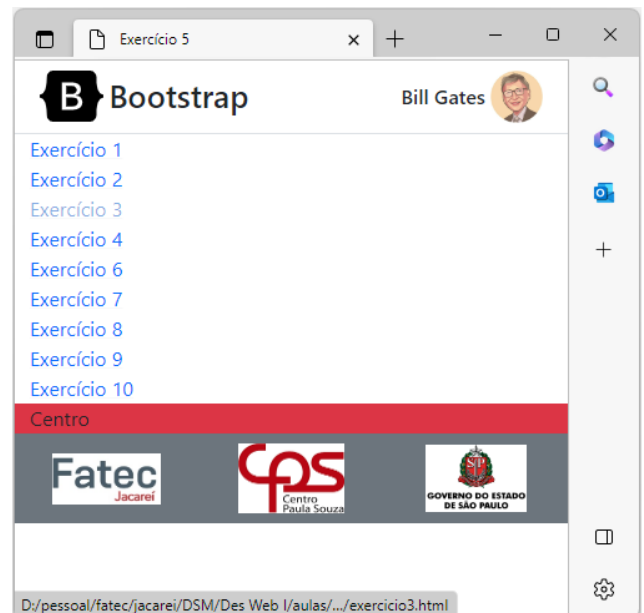 Exercício 5
B Bootstrap
Bill Gates
Exercício 1
Exercício 2
Exercício 3
Exercício 4
Exercício 6
Exercício 7
Exercício 8
Exercício 9
Exercício 10
Centro
Fatec
Jacareí
CPS
Centro
Paula Souza
SP
GOVERNO DO ESTADO
DE SÃO PAULO
D:/pessoal/fatec/jacarei/DSM/Des Web I/aulas/.../exercicio3.html